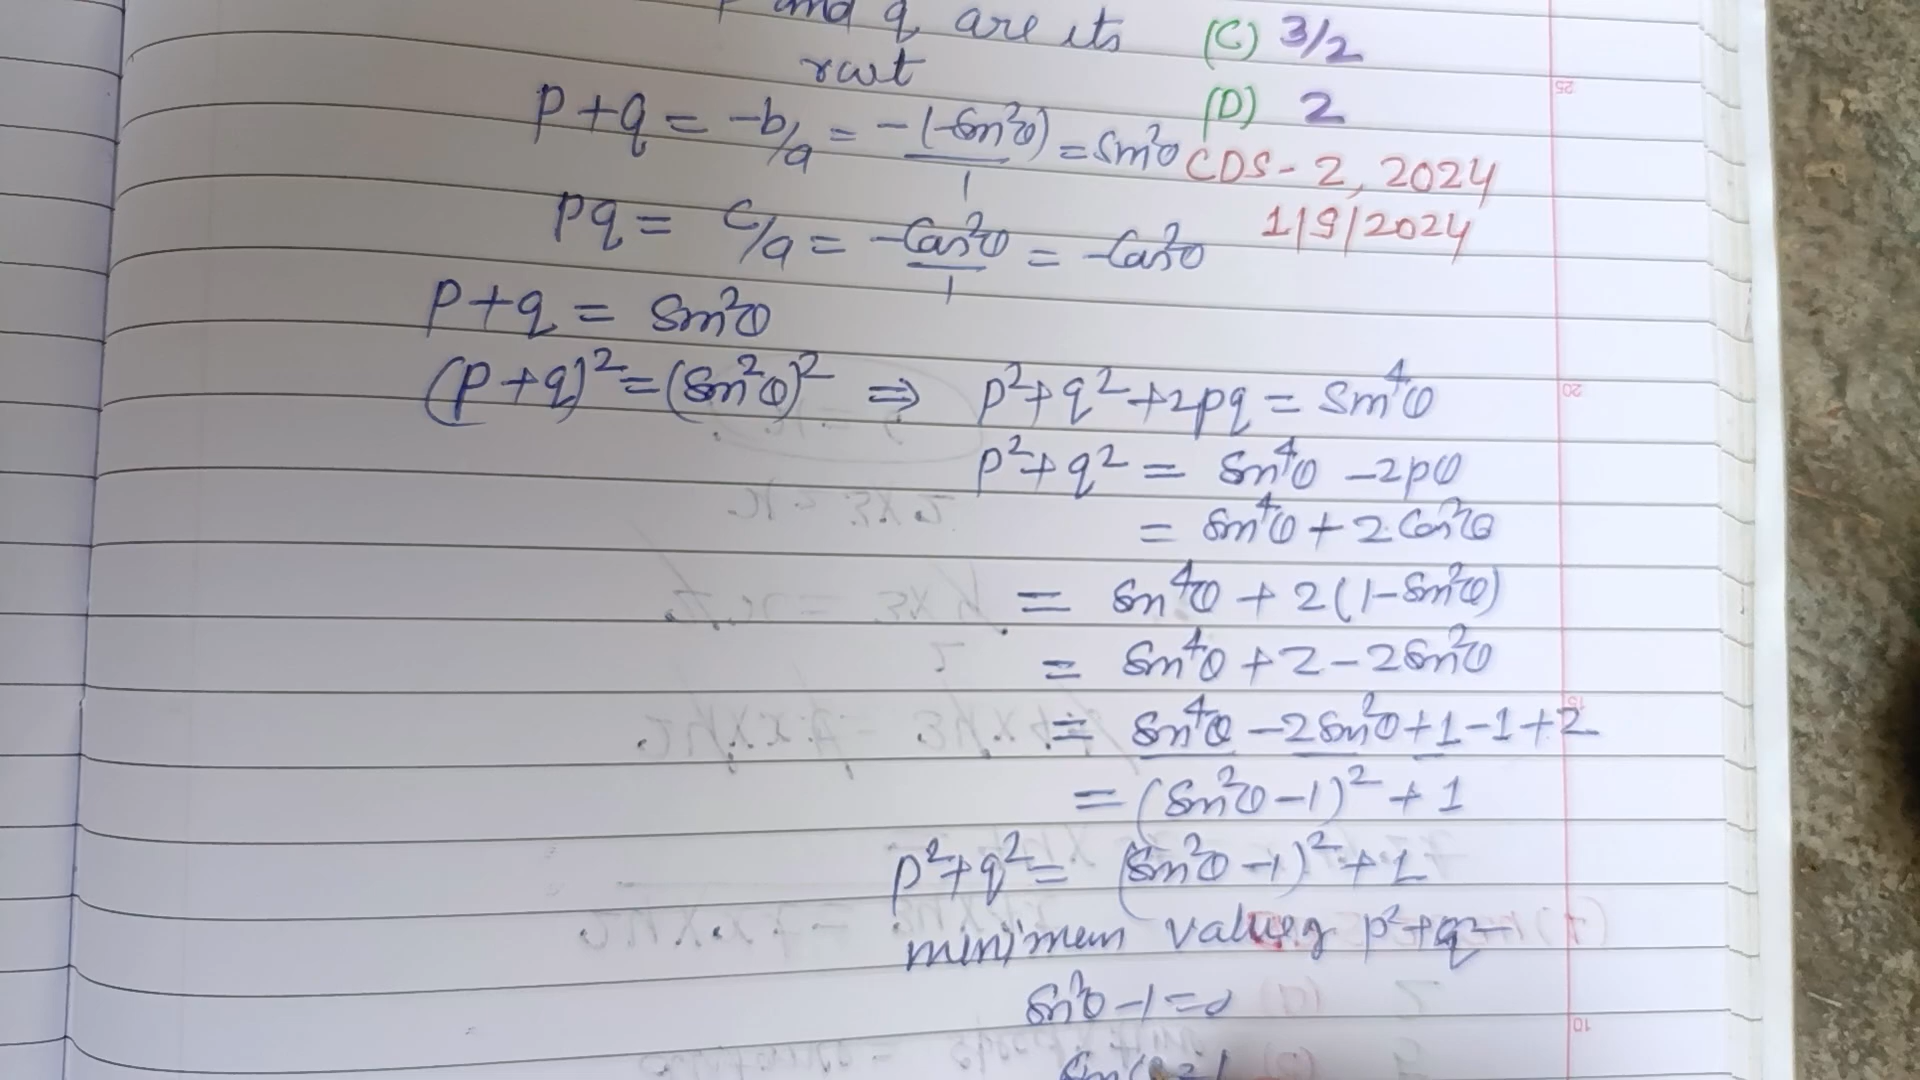 and q are its
(C) 3/2
root
(D) 2
p+q = -b/a = -(-Sin²θ)/1 = Sin²θ
CDS-2, 2024
pq = c/a = -Cos²θ/1 = -Cos²θ
1/9/2024
p+q = Sin²θ
(p+q)² = (Sin²θ)² ⇒ p²+q²+2pq = Sin⁴θ
p²+q² = Sin⁴θ -2pq
= Sin⁴θ + 2 Cos²θ
= Sin⁴θ + 2(1-Sin²θ)
= Sin⁴θ + 2 - 2Sin²θ
= Sin⁴θ -2Sin²θ+1-1+2
= (Sin²θ-1)² + 1
p²+q² = (Sin²θ-1)² + 1
minimum value of p²+q²
Sin²θ-1=0